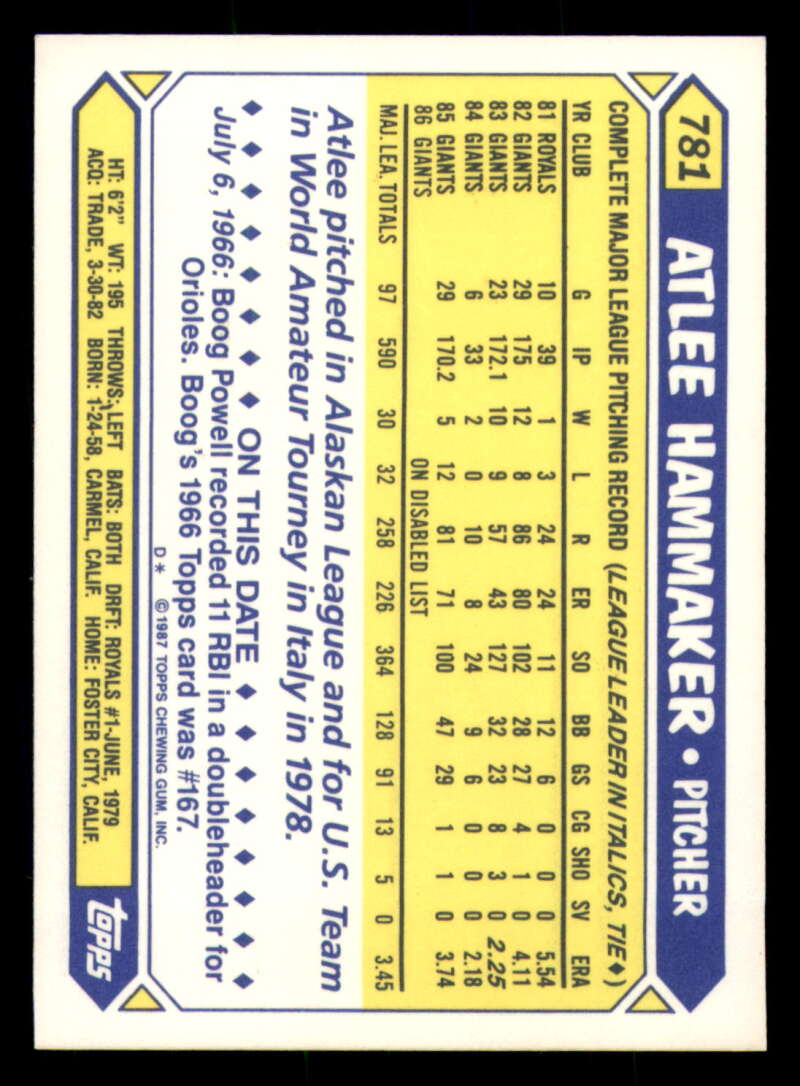 781 ATLEE HAMMAKER • PITCHER
COMPLETE MAJOR LEAGUE PITCHING RECORD (LEAGUE LEADER IN ITALICS, TIE♦)
YR CLUB G IP W L R ER SO BB GS CG SHO SV ERA
81 ROYALS 10 39 1 3 24 24 11 12 6 0 0 0 5.54
82 GIANTS 29 175 12 8 86 80 102 28 27 4 1 0 4.11
83 GIANTS 23 172.1 10 9 57 43 127 32 23 8 3 0 2.25
84 GIANTS 6 33 2 0 10 8 24 9 6 0 0 0 2.18
85 GIANTS 29 170.2 5 12 81 71 100 47 29 1 1 0 3.74
86 GIANTS ON DISABLED LIST
MAJ. LEA. TOTALS 97 590 30 32 258 226 364 128 91 13 5 0 3.45
Atlee pitched in Alaskan League and for U.S. Team
in World Amateur Tourney in Italy in 1978.
♦ ♦ ♦ ♦ ♦ ♦ ♦ ♦ ON THIS DATE ♦ ♦ ♦ ♦ ♦ ♦ ♦ ♦
July 6, 1966: Boog Powell recorded 11 RBI in a doubleheader for
Orioles. Boog's 1966 Topps card was #167.
D* ©1987 TOPPS CHEWING GUM, INC.
HT: 6'2" WT: 195 THROWS: LEFT BATS: BOTH DRFT: ROYALS #1-JUNE, 1979
ACQ: TRADE, 3-30-82 BORN: 1-24-58, CARMEL, CALIF. HOME: FOSTER CITY, CALIF.
topps